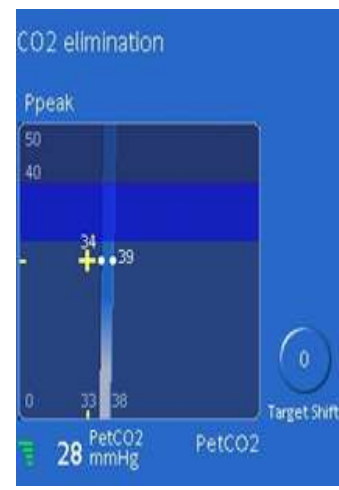 CO2 elimination
Ppeak
50
40
34
39
0
33 38
0
Target Shift
28 PetCO2 mmHg
PetCO2